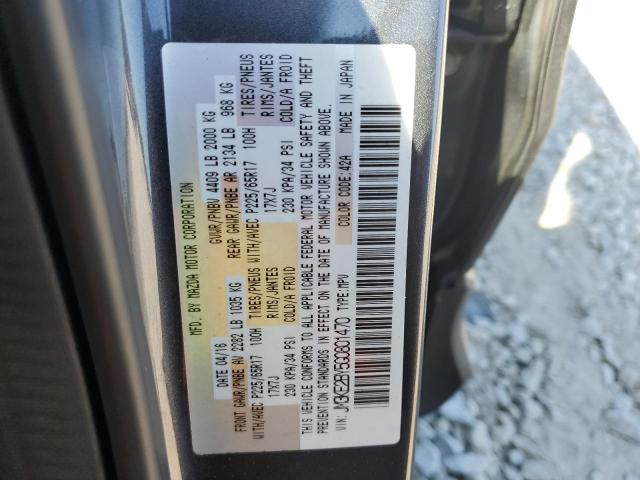 MFD. BY MAZDA MOTOR CORPORATION
DATE 04/16 GVWR/PNBV 4409 LB 2000 KG
FRONT GAWR/PNBE AV 2282 LB 1035 KG REAR GAWR/PNBE AR 2134 LB 968 KG
WITH/AVEC P225/65R17 100H TIRES/PNEUS WITH/AVEC P225/65R17 100H TIRES/PNEUS
17X7J RIMS/JANTES 17X7J RIMS/JANTES
230 KPA/34 PSI COLD/A FROID 230 KPA/34 PSI COLD/A FROID
THIS VEHICLE CONFORMS TO ALL APPLICABLE FEDERAL MOTOR VEHICLE SAFETY AND THEFT
PREVENTION STANDARDS IN EFFECT ON THE DATE OF MANUFACTURE SHOWN ABOVE.
VIN: TYPE:MPV COLOR CODE:42A MADE IN JAPAN